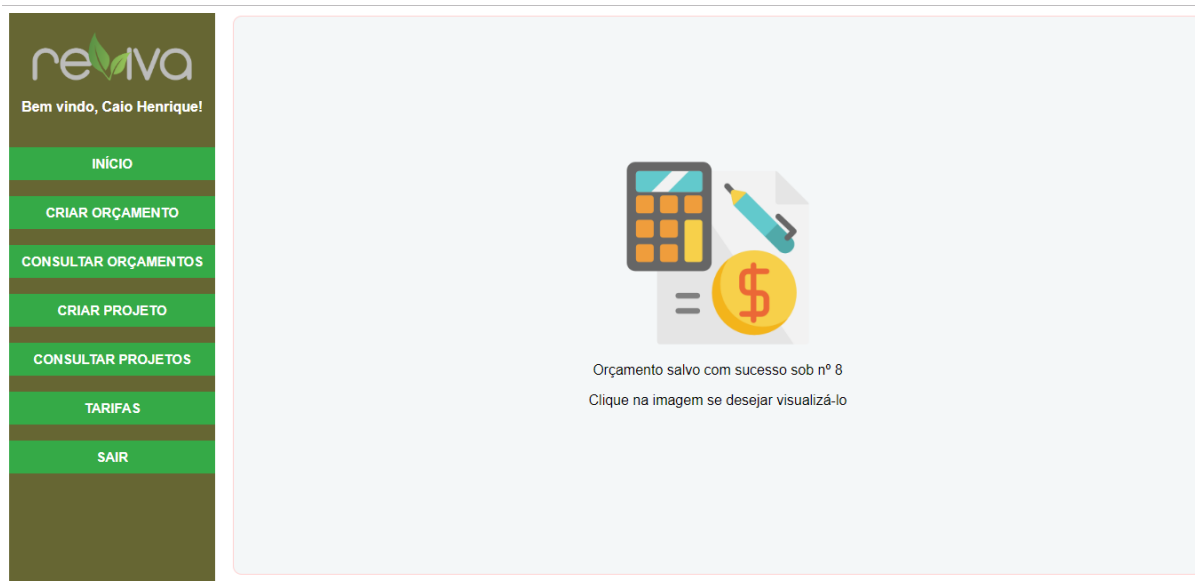 reviva
Bem vindo, Caio Henrique!
INÍCIO
CRIAR ORÇAMENTO
CONSULTAR ORÇAMENTOS
CRIAR PROJETO
CONSULTAR PROJETOS
TARIFAS
SAIR
$
=
Orçamento salvo com sucesso sob nº 8
Clique na imagem se desejar visualizá-lo